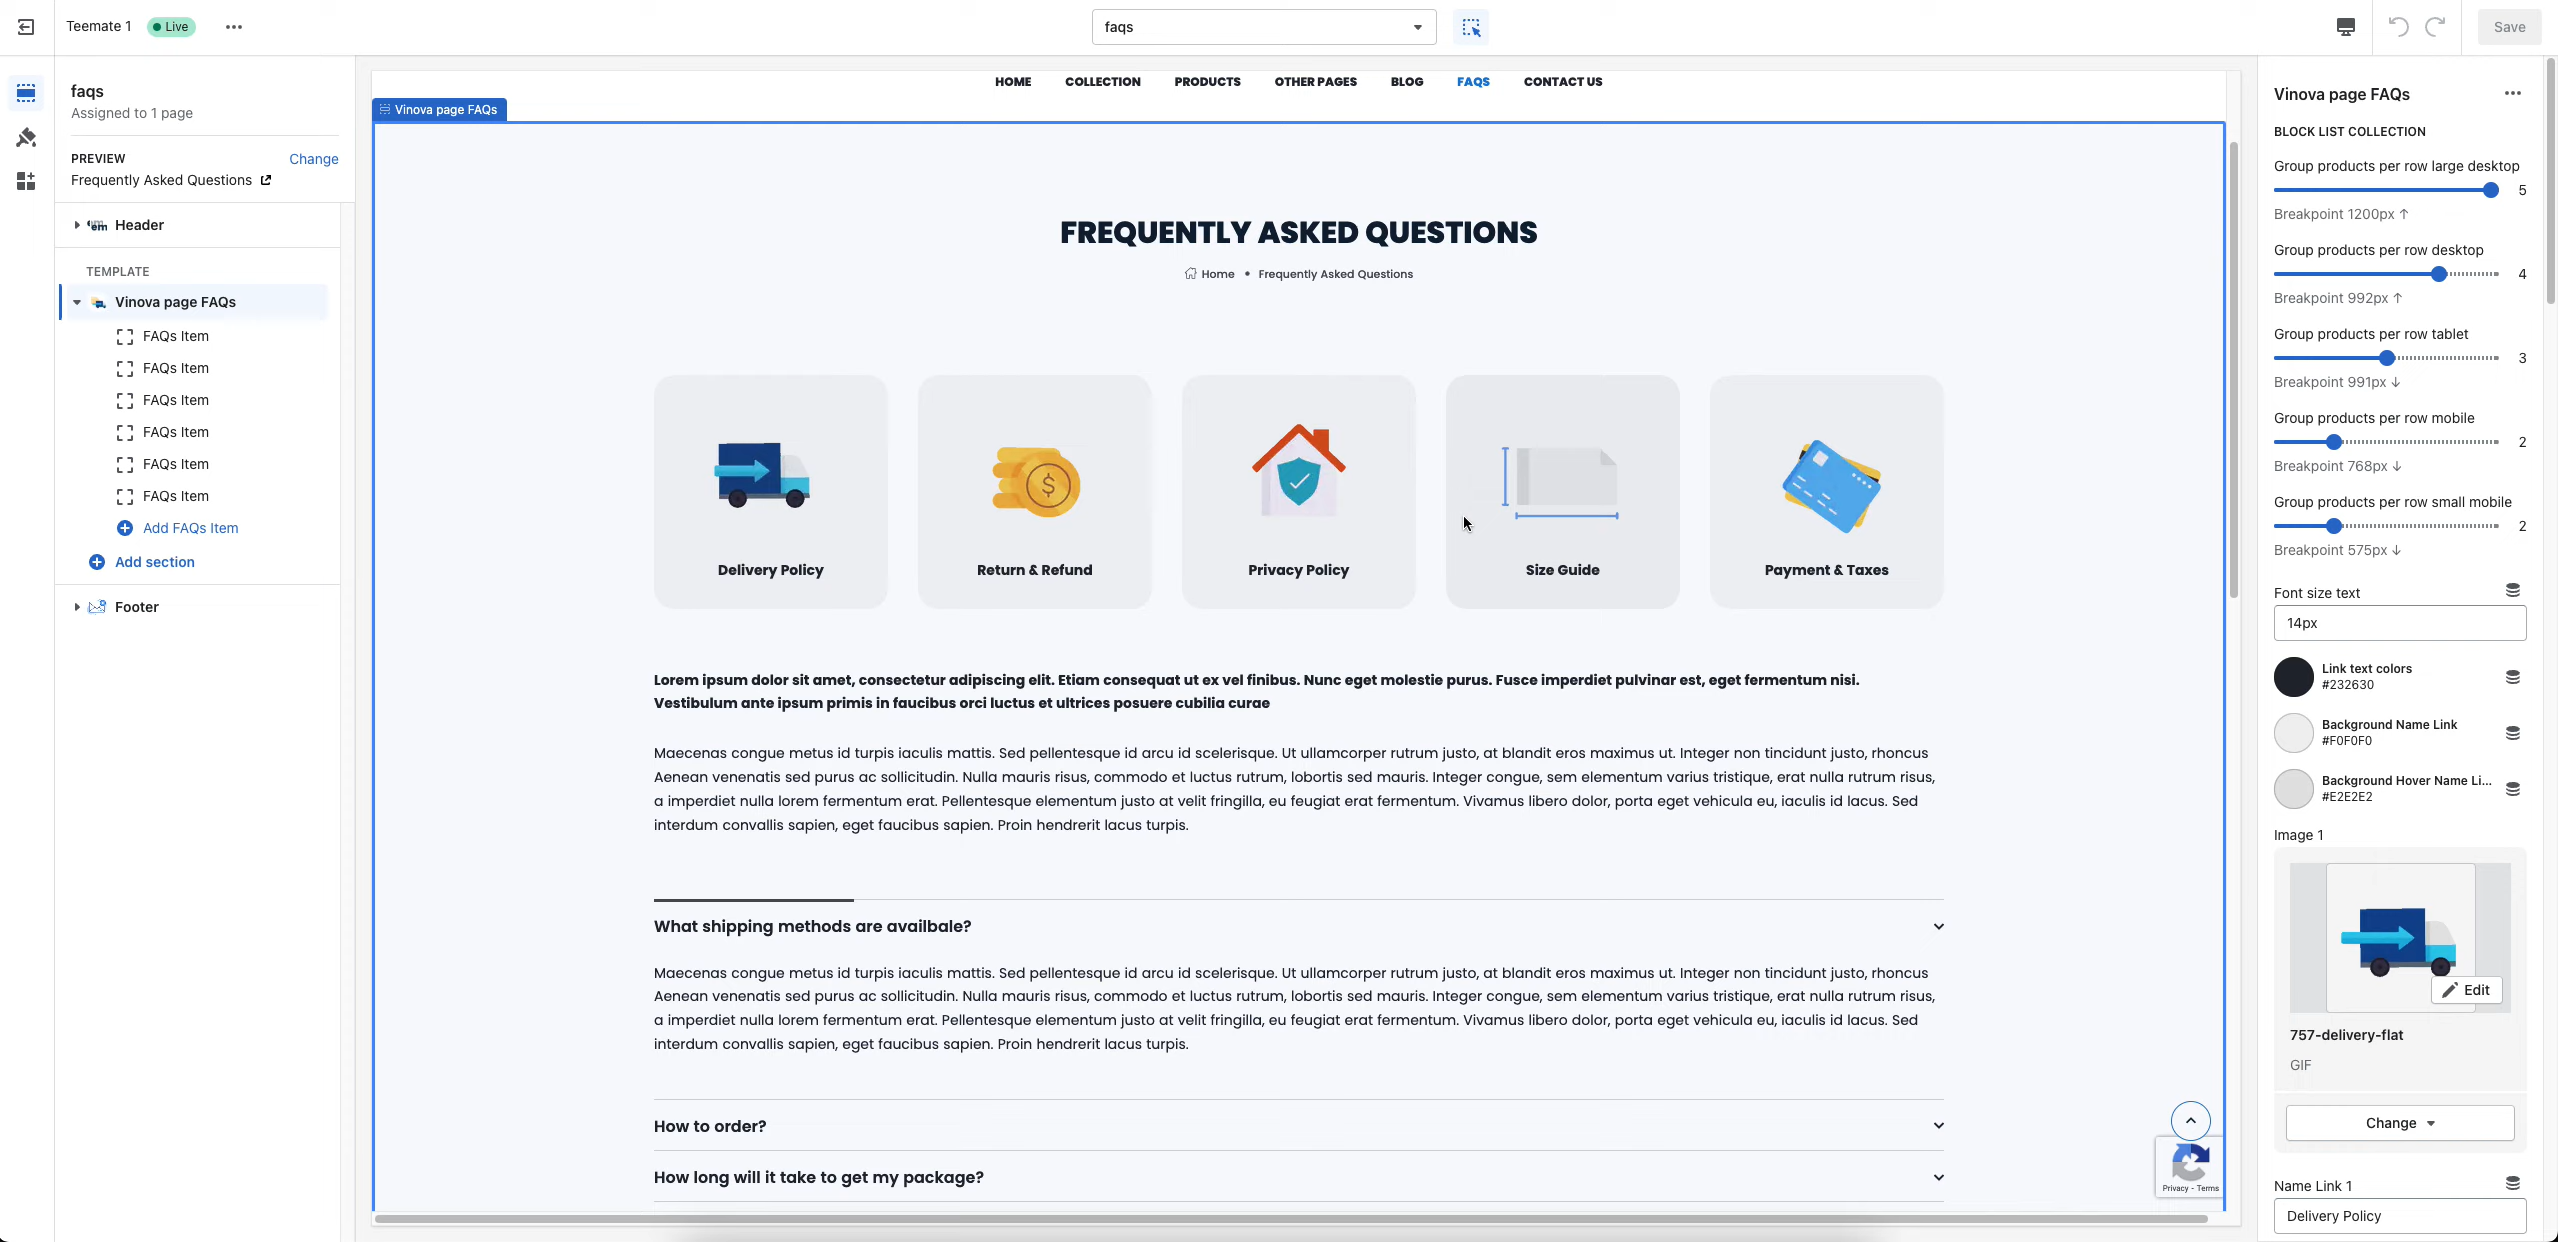 Teemate 1
Live
faqs
Save
faqs
Assigned to 1 page
PREVIEW
Change
Frequently Asked Questions
Header
TEMPLATE
Vinova page FAQs
FAQs Item
FAQs Item
FAQs Item
FAQs Item
FAQs Item
FAQs Item
Add FAQs Item
Add section
Footer
HOME COLLECTION PRODUCTS OTHER PAGES BLOG FAQS CONTACT US
Vinova page FAQs
FREQUENTLY ASKED QUESTIONS
Home • Frequently Asked Questions
Delivery Policy
Return & Refund
Privacy Policy
Size Guide
Payment & Taxes
Lorem ipsum dolor sit amet, consectetur adipiscing elit. Etiam consequat ut ex vel finibus. Nunc eget molestie purus. Fusce imperdiet pulvinar est, eget fermentum nisi.
Vestibulum ante ipsum primis in faucibus orci luctus et ultrices posuere cubilia curae
Maecenas congue metus id turpis iaculis mattis. Sed pellentesque id arcu id scelerisque. Ut ullamcorper rutrum justo, at blandit eros maximus ut. Integer non tincidunt justo, rhoncus
Aenean venenatis sed purus ac sollicitudin. Nulla mauris risus, commodo et luctus rutrum, lobortis sed mauris. Integer congue, sem elementum varius tristique, erat nulla rutrum risus,
a imperdiet nulla lorem fermentum erat. Pellentesque elementum justo at velit fringilla, eu feugiat erat fermentum. Vivamus libero dolor, porta eget vehicula eu, iaculis id lacus. Sed
interdum convallis sapien, eget faucibus sapien. Proin hendrerit lacus turpis.
What shipping methods are availbale?
Maecenas congue metus id turpis iaculis mattis. Sed pellentesque id arcu id scelerisque. Ut ullamcorper rutrum justo, at blandit eros maximus ut. Integer non tincidunt justo, rhoncus
Aenean venenatis sed purus ac sollicitudin. Nulla mauris risus, commodo et luctus rutrum, lobortis sed mauris. Integer congue, sem elementum varius tristique, erat nulla rutrum risus,
a imperdiet nulla lorem fermentum erat. Pellentesque elementum justo at velit fringilla, eu feugiat erat fermentum. Vivamus libero dolor, porta eget vehicula eu, iaculis id lacus. Sed
interdum convallis sapien, eget faucibus sapien. Proin hendrerit lacus turpis.
How to order?
How long will it take to get my package?
Privacy - Terms
Vinova page FAQs
BLOCK LIST COLLECTION
Group products per row large desktop
5
Breakpoint 1200px ↑
Group products per row desktop
4
Breakpoint 992px ↑
Group products per row tablet
3
Breakpoint 991px ↓
Group products per row mobile
2
Breakpoint 768px ↓
Group products per row small mobile
2
Breakpoint 575px ↓
Font size text
14px
Link text colors
#232630
Background Name Link
#F0F0F0
Background Hover Name Li...
#E2E2E2
Image 1
Edit
757-delivery-flat
GIF
Change
Name Link 1
Delivery Policy